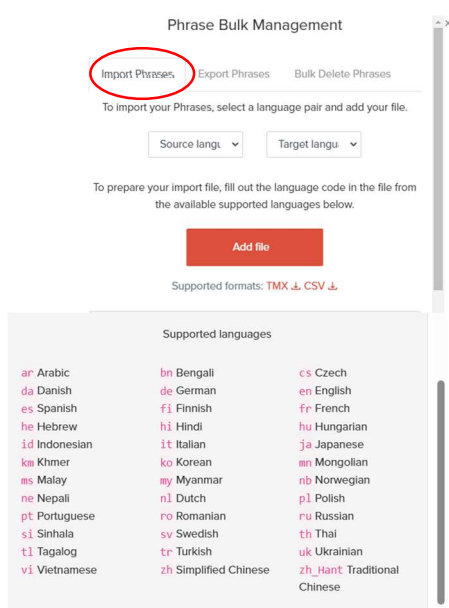 Phrase Bulk Management
Import Phrases Export Phrases Bulk Delete Phrases
To import your Phrases, select a language pair and add your file.
Source langu Target langu
To prepare your import file, fill out the language code in the file from
the available supported languages below.
Add file
Supported formats: TMX CSV
Supported languages
ar Arabic bn Bengali cs Czech
da Danish de German en English
es Spanish fi Finnish fr French
he Hebrew hi Hindi hu Hungarian
id Indonesian it Italian ja Japanese
km Khmer ko Korean mn Mongolian
ms Malay my Myanmar nb Norwegian
ne Nepali nl Dutch pl Polish
pt Portuguese ro Romanian ru Russian
si Sinhala sv Swedish th Thai
tl Tagalog tr Turkish uk Ukrainian
vi Vietnamese zh Simplified Chinese zh_Hant Traditional
Chinese